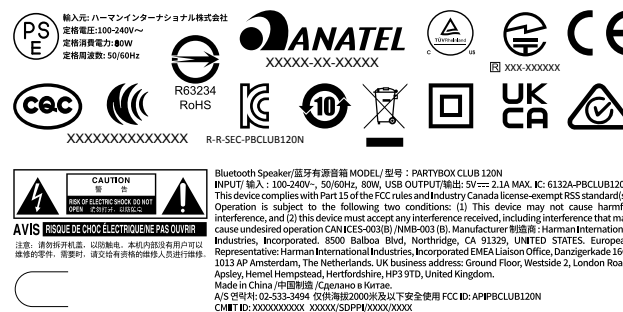 PS
E
輸入元: ハーマンインターナショナル株式会社
定格電圧:100-240V～
定格消費電力:80W
定格周波数: 50/60Hz
R63234
RoHS
ANATEL
XXXXX-XX-XXXXX
TÜVRheinland
C US
R XXX-XXXXXX
CE
CQC
CCC
XXXXXXXXXXXXXX
R-R-SEC-PBCLUB120N
10
UK
CA
CAUTION
警 告
RISK OF ELECTRIC SHOCK DO NOT
OPEN
AVIS RISQUE DE CHOC ÉLECTRIQUE/NE PAS OUVRIR
注意: 请勿拆开机盖, 以防触电. 本机内部没有用户可以
维修的零件. 需要时, 请交给有资格的维修人员进行维修.
Bluetooth Speaker/蓝牙有源音箱 MODEL/ 型号：PARTYBOX CLUB 120N
INPUT/ 输入 : 100-240V~, 50/60Hz, 80W, USB OUTPUT/输出: 5V⎓ 2.1A MAX. IC: 6132A-PBCLUB120
This device complies with Part 15 of the FCC rules and Industry Canada license-exempt RSS standard(s
Operation is subject to the following two conditions: (1) This device may not cause harmf
interference, and (2) this device must accept any interference received, including interference that ma
cause undesired operation CAN ICES-003 (B) /NMB-003 (B). Manufacturer 制造商 : Harman Internation
Industries, Incorporated. 8500 Balboa Blvd, Northridge, CA 91329, UNITED STATES. Europea
Representative: Harman International Industries, Incorporated EMEA Liaison Office, Danzigerkade 16
1013 AP Amsterdam, The Netherlands. UK business address: Ground Floor, Westside 2, London Roa
Apsley, Hemel Hempstead, Hertfordshire, HP3 9TD, United Kingdom.
Made in China /中国制造 /Сделано в Китае.
A/S 연락처: 02-533-3494 仅供海拔2000米及以下安全使用 FCC ID: APIPBCLUB120N
CMIIT ID: XXXXXXXXXX XXXXX/SDPPI/XXXX/XXXX